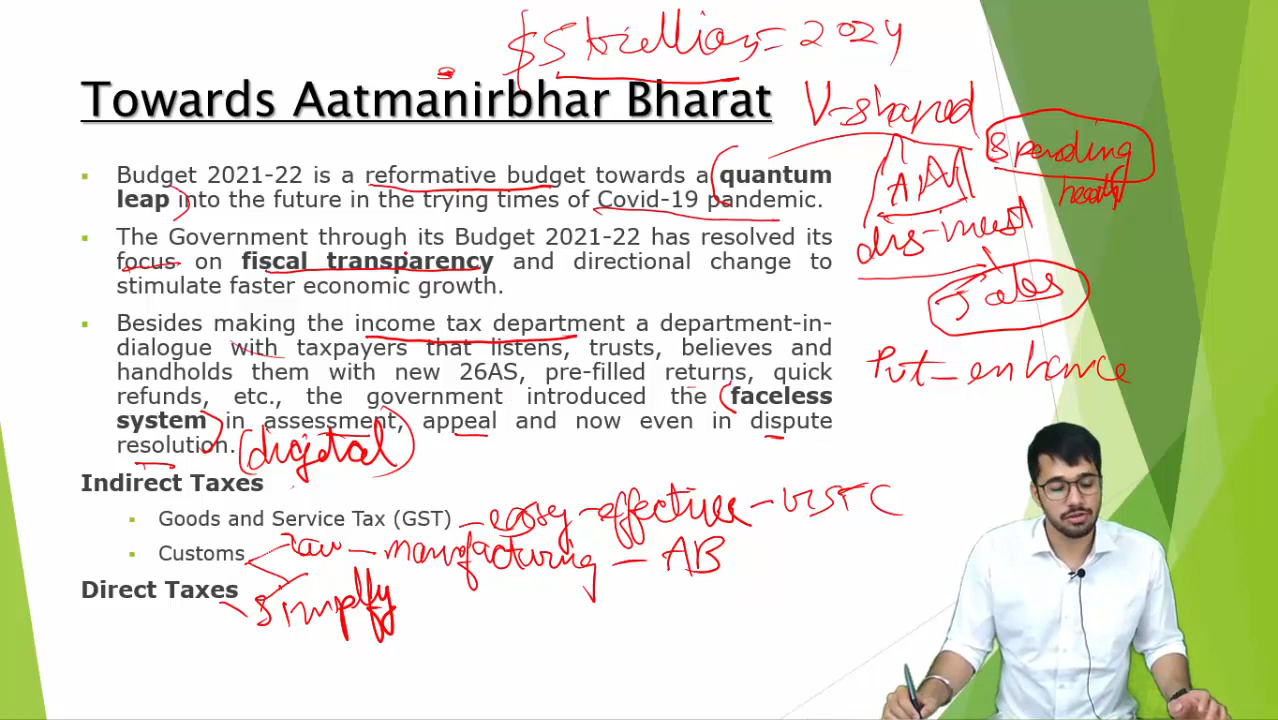 $5 trillion = 2024
Towards Aatmanirbhar Bharat
V-shaped
Budget 2021-22 is a reformative budget towards a quantum
leap into the future in the trying times of Covid-19 pandemic.
Spending
health
The Government through its Budget 2021-22 has resolved its
focus on fiscal transparency and directional change to
stimulate faster economic growth.
dis-invest
Besides making the income tax department a department-in-
dialogue with taxpayers that listens, trusts, believes and
handholds them with new 26AS, pre-filled returns, quick
refunds, etc., the government introduced the faceless
system in assessment, appeal and now even in dispute
resolution.
(digital)
Put-enhance
Indirect Taxes
Goods and Service Tax (GST) - easy-effective -
Customs
manufacturing - AB
Direct Taxes
Simplfy